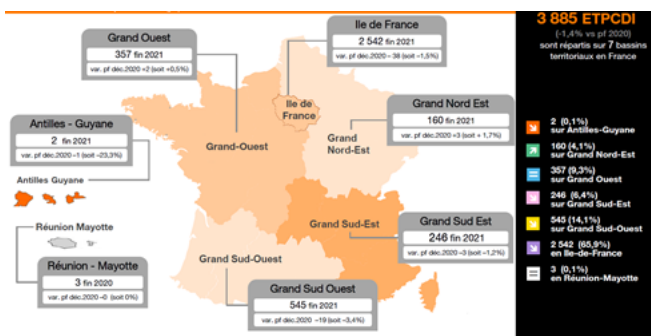 Grand Ouest
357 fin 2021
var. pf déc.2020 +2 (soit +0,5%)
Ile de France
2 542 fin 2021
var. pf déc.2020 – 38 (soit –1,5%)
Antilles - Guyane
2 fin 2021
var. pf déc.2020 –1 (soit –23,3%)
Antilles Guyane
Réunion Mayotte
Réunion - Mayotte
3 fin 2020
var. pf déc.2020 –0 (soit 0%)
Grand-Ouest
Ile de
France
Grand
Nord-Est
Grand Sud-Est
Grand Sud-Ouest
Grand Nord Est
160 fin 2021
var. pf déc.2020 +3 (soit + 1,7%)
Grand Sud Est
246 fin 2021
var. pf déc.2020 –3 (soit –1,2%)
Grand Sud Ouest
545 fin 2021
var. pf déc.2020 –19 (soit –3,4%)
3 885 ETPCDI
(-1,4% vs pf 2020)
sont répartis sur 7 bassins
territoriaux en France
2 (0,1%)
sur Antilles-Guyane
160 (4,1%)
sur Grand Nord-Est
357 (9,3%)
sur Grand Ouest
246 (6,4%)
sur Grand Sud-Est
545 (14,1%)
sur Grand Sud-Ouest
2 542 (65,9%)
en Ile-de-France
3 (0,1%)
en Réunion-Mayotte